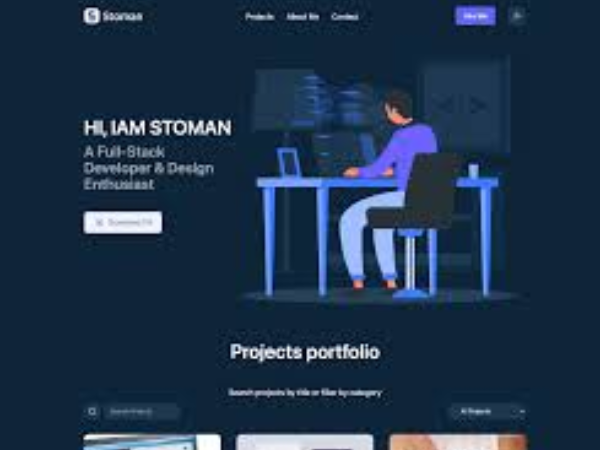 Stoman
Projects About Me Contact Hire Me
HI, IAM STOMAN
A Full-Stack
Developer & Design
Enthusiast
Download CV
Projects portfolio
Search projects by title or filter by category
Search Projects
All Projects